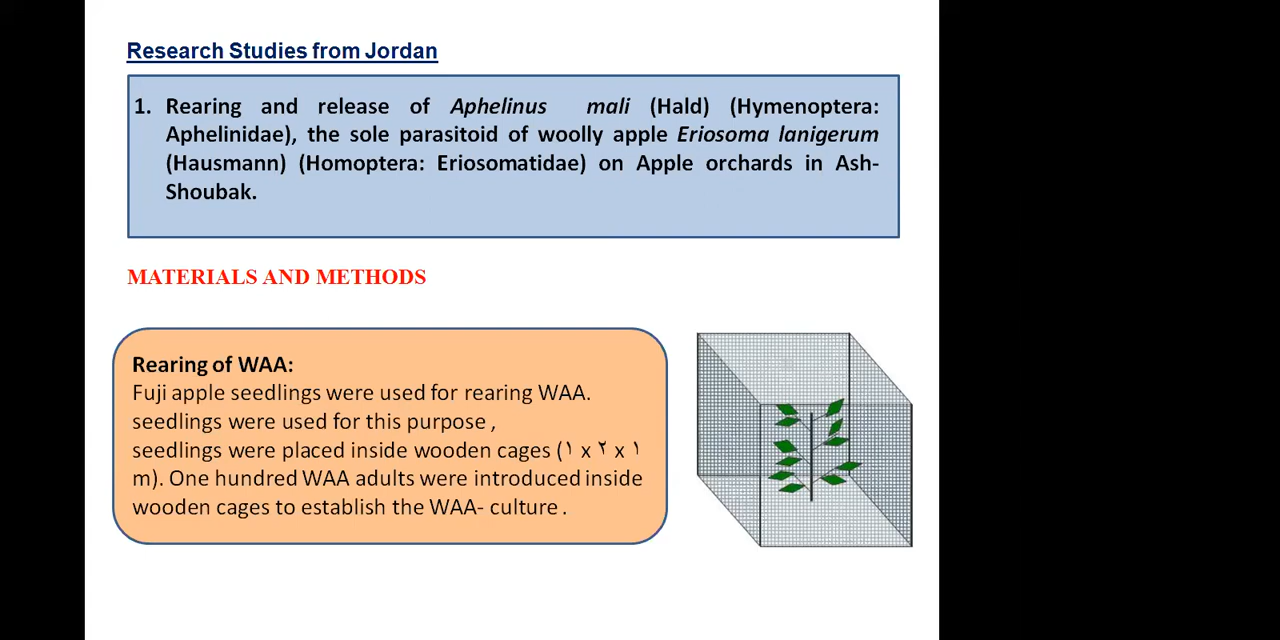 Research Studies from Jordan
1. Rearing and release of Aphelinus mali (Hald) (Hymenoptera:
Aphelinidae), the sole parasitoid of woolly apple Eriosoma lanigerum
(Hausmann) (Homoptera: Eriosomatidae) on Apple orchards in Ash-
Shoubak.
MATERIALS AND METHODS
Rearing of WAA:
Fuji apple seedlings were used for rearing WAA.
seedlings were used for this purpose ,
seedlings were placed inside wooden cages (١ x ٢ x ١
m). One hundred WAA adults were introduced inside
wooden cages to establish the WAA- culture .